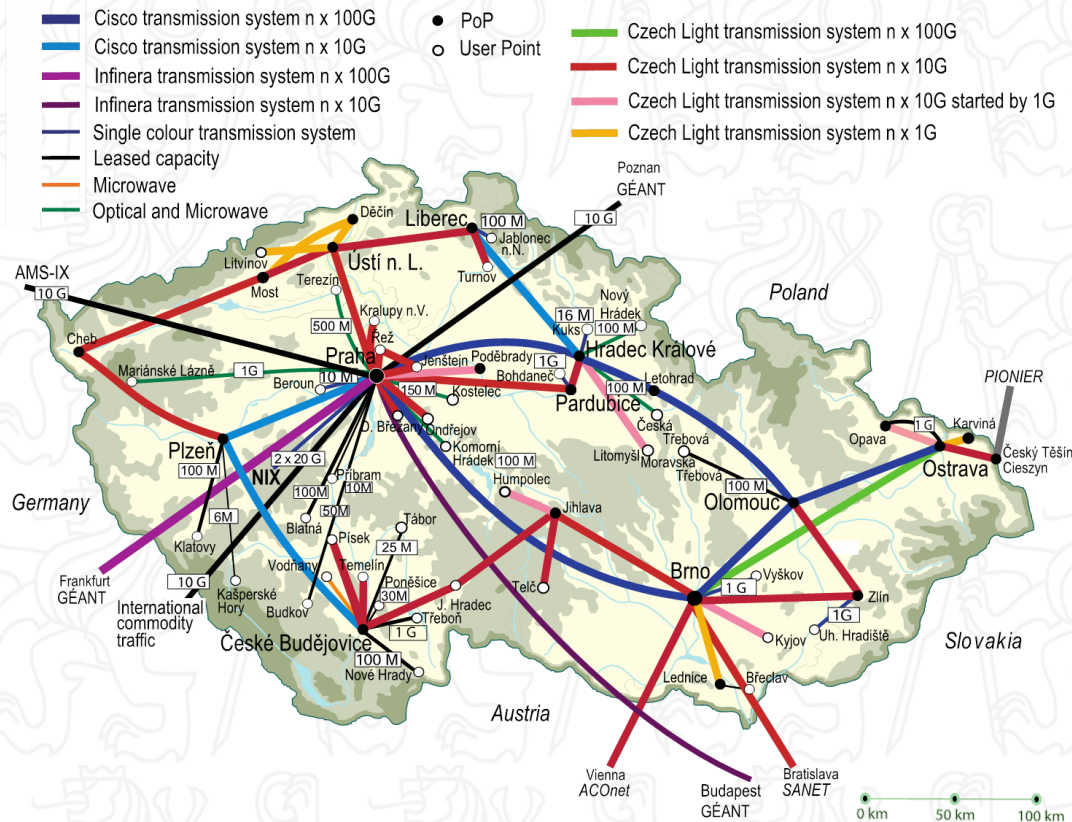 Cisco transmission system n x 100G
Cisco transmission system n x 10G
Infinera transmission system n x 100G
Infinera transmission system n x 10G
Single colour transmission system
Leased capacity
Microwave
Optical and Microwave
PoP
User Point
Czech Light transmission system n x 100G
Czech Light transmission system n x 10G
Czech Light transmission system n x 10G started by 1G
Czech Light transmission system n x 1G
Poznan
GÉANT
10 G
Děčín
Liberec
100 M
Jablonec
n.N.
Turnov
Litvínov
Ústí n. L.
Most
Terezín
AMS-IX
10 G
Poland
Kralupy n.V.
500 M
Řež
Nový
Hrádek
16 M
Kuks
100 M
Cheb
Praha
Jenštein
Poděbrady
Hradec Králové
1G
Bohdaneč
Mariánské Lázně
1G
Beroun
10 M
150 M
Kostelec
Pardubice
100 M
Letohrad
PIONIER
D. Břežany
Ondřejov
Česká
Třebová
Komorní
Hrádek
Litomyšl
Moravska
Třebová
Opava
1 G
Karviná
Ostrava
Český Těšín
Cieszyn
Plzeň
100 M
2 x 20 G
NIX
Příbram
10M
100M
100 M
Humpolec
100 M
Olomouc
Germany
6M
Blatná
50M
Písek
Tábor
Jihlava
Klatovy
25 M
Vodňany
Temelín
Poněšice
30M
Telč
Brno
Vyškov
1 G
Zlín
Frankfurt
GÉANT
10 G
International
commodity
traffic
Kašperské
Hory
Budkov
J. Hradec
Třeboň
1 G
1G
Uh. Hradiště
České Budějovice
100 M
Nové Hrady
Kyjov
Slovakia
Lednice
Břeclav
Austria
Vienna
ACOnet
Budapest
GÉANT
Bratislava
SANET
0 km
50 km
100 km